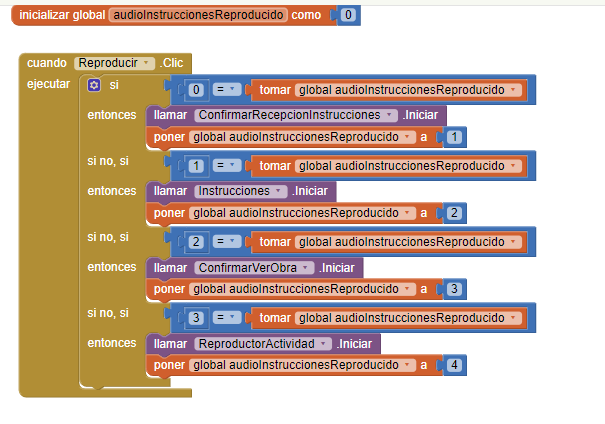 inicializar global audioInstruccionesReproducido como 0
cuando Reproducir .Clic
ejecutar si 0 = tomar global audioInstruccionesReproducido
entonces llamar ConfirmarRecepcionInstrucciones .Iniciar
poner global audioInstruccionesReproducido a 1
si no, si 1 = tomar global audioInstruccionesReproducido
entonces llamar Instrucciones .Iniciar
poner global audioInstruccionesReproducido a 2
si no, si 2 = tomar global audioInstruccionesReproducido
entonces llamar ConfirmarVerObra .Iniciar
poner global audioInstruccionesReproducido a 3
si no, si 3 = tomar global audioInstruccionesReproducido
entonces llamar ReproductorActividad .Iniciar
poner global audioInstruccionesReproducido a 4